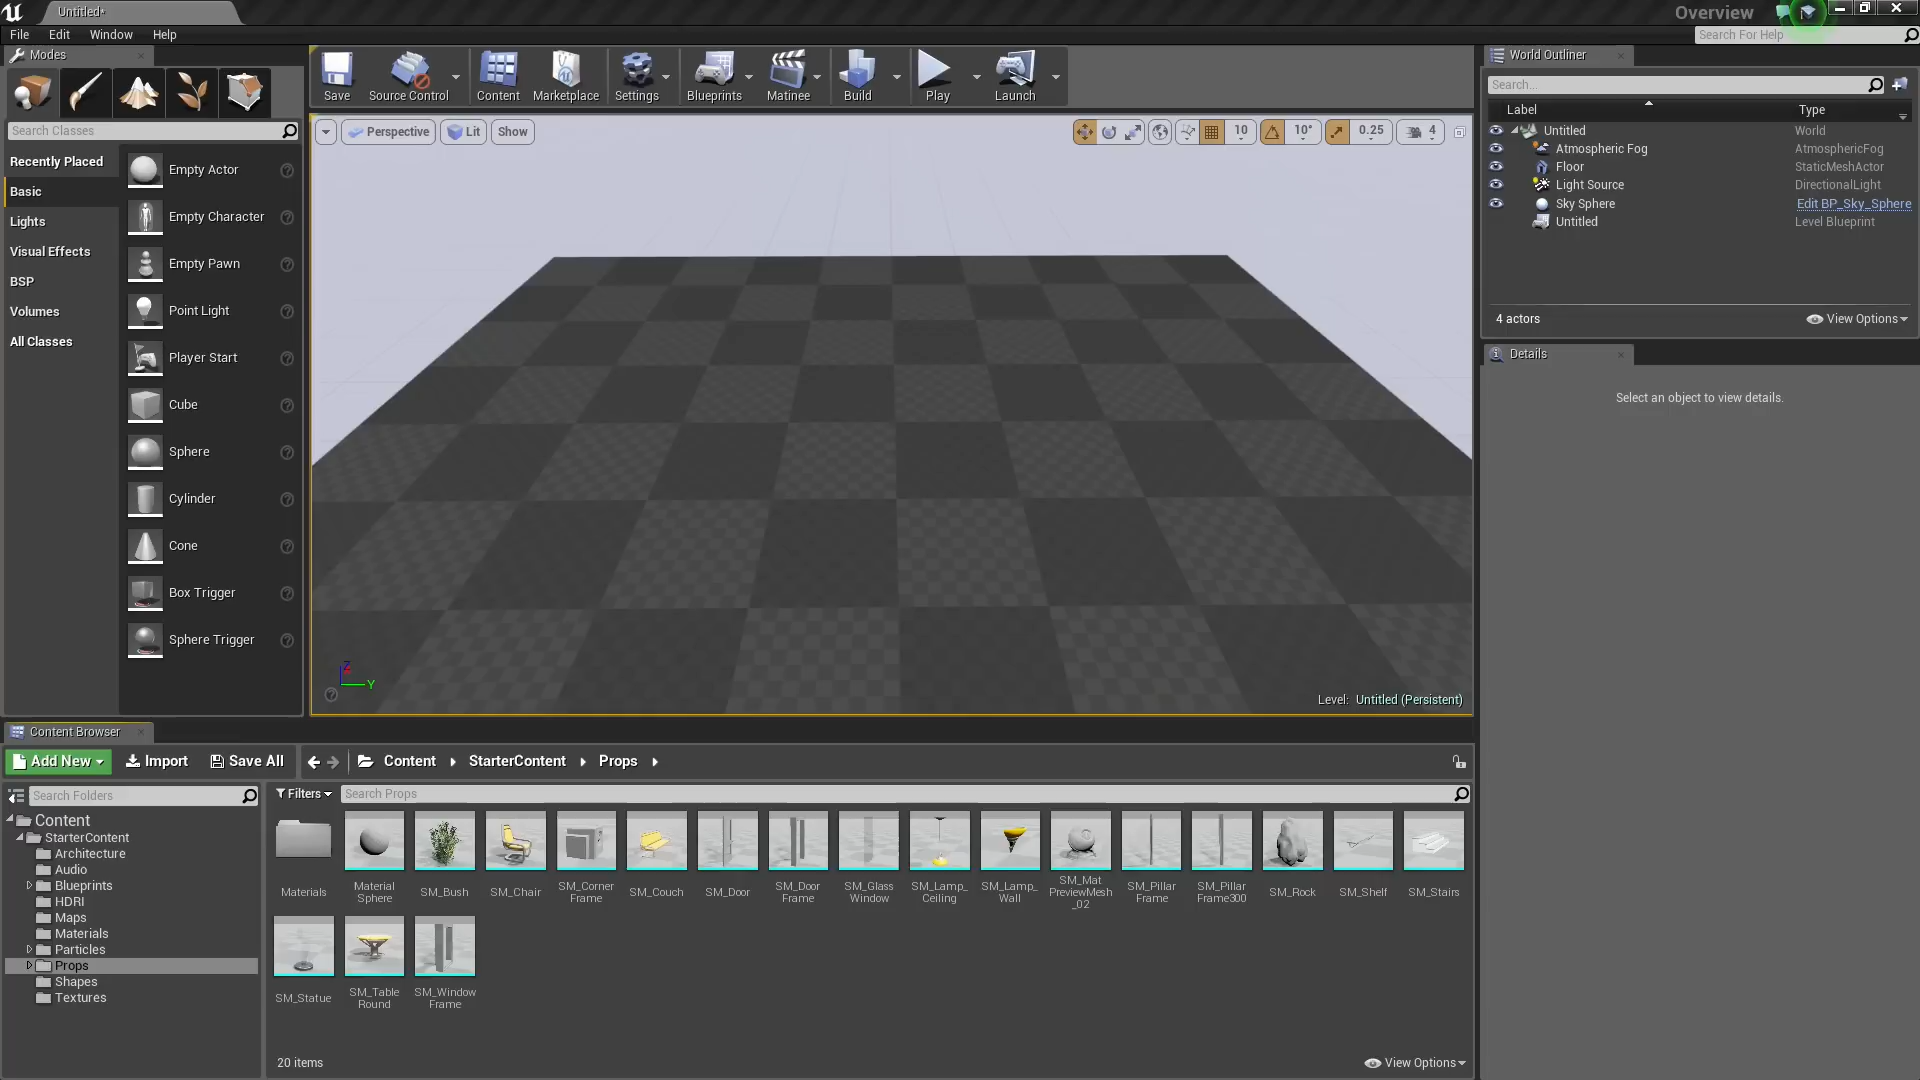 Untitled*
Overview
File Edit Window Help
Search For Help
Modes
Search Classes
Recently Placed
Basic
Lights
Visual Effects
BSP
Volumes
All Classes
Empty Actor
Empty Character
Empty Pawn
Point Light
Player Start
Cube
Sphere
Cylinder
Cone
Box Trigger
Sphere Trigger
Save Source Control Content Marketplace Settings Blueprints Matinee Build Play Launch
Perspective Lit Show 10 10° 0.25 4
Z
Y
Level: Untitled (Persistent)
World Outliner
Search...
Label Type
Untitled World
Atmospheric Fog AtmosphericFog
Floor StaticMeshActor
Light Source DirectionalLight
Sky Sphere Edit BP_Sky_Sphere
Untitled Level Blueprint
4 actors View Options
Details
Select an object to view details.
Content Browser
Add New Import Save All Content StarterContent Props
Search Folders
Content
StarterContent
Architecture
Audio
Blueprints
HDRI
Maps
Materials
Particles
Props
Shapes
Textures
Filters Search Props
Materials
Material
Sphere
SM_Bush
SM_Chair
SM_Corner
Frame
SM_Couch
SM_Door
SM_Door
Frame
SM_Glass
Window
SM_Lamp_
Ceiling
SM_Lamp_
Wall
SM_Mat
PreviewMesh
_02
SM_Pillar
Frame
SM_Pillar
Frame300
SM_Rock
SM_Shelf
SM_Stairs
SM_Statue
SM_Table
Round
SM_Window
Frame
20 items View Options